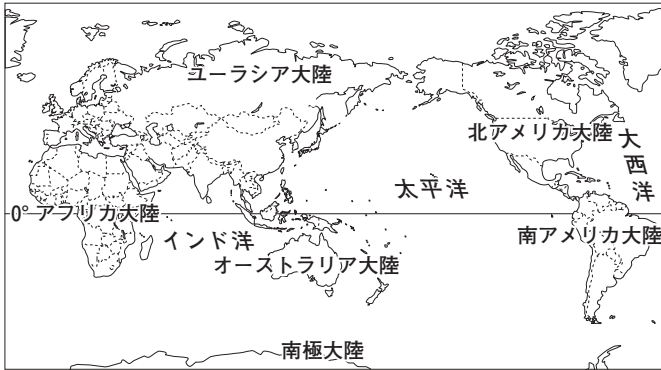 ユーラシア大陸
北アメリカ大陸
大西洋
太平洋
0°
アフリカ大陸
インド洋
南アメリカ大陸
オーストラリア大陸
南極大陸